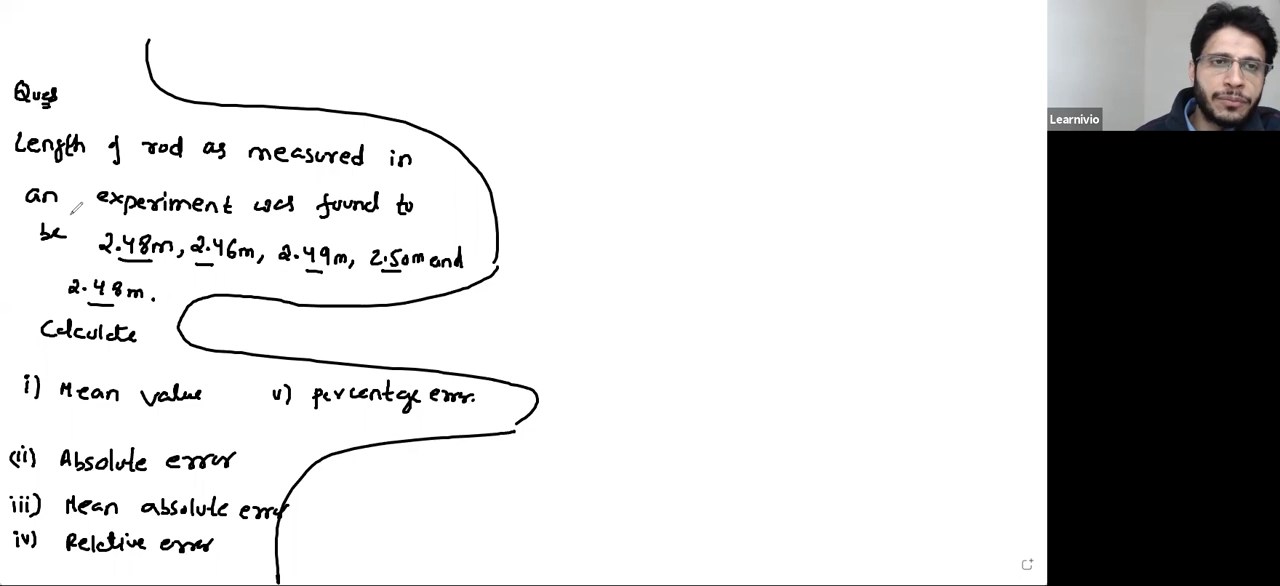 Ques
Length of rod as measured in
an experiment was found to
be 2.48m, 2.46m, 2.49m, 2.50m and
2.48m.
Calculate
i) Mean value v) percentge error.
(ii) Absolute error
iii) Mean absolute error
iv) Relative error
Learnivio